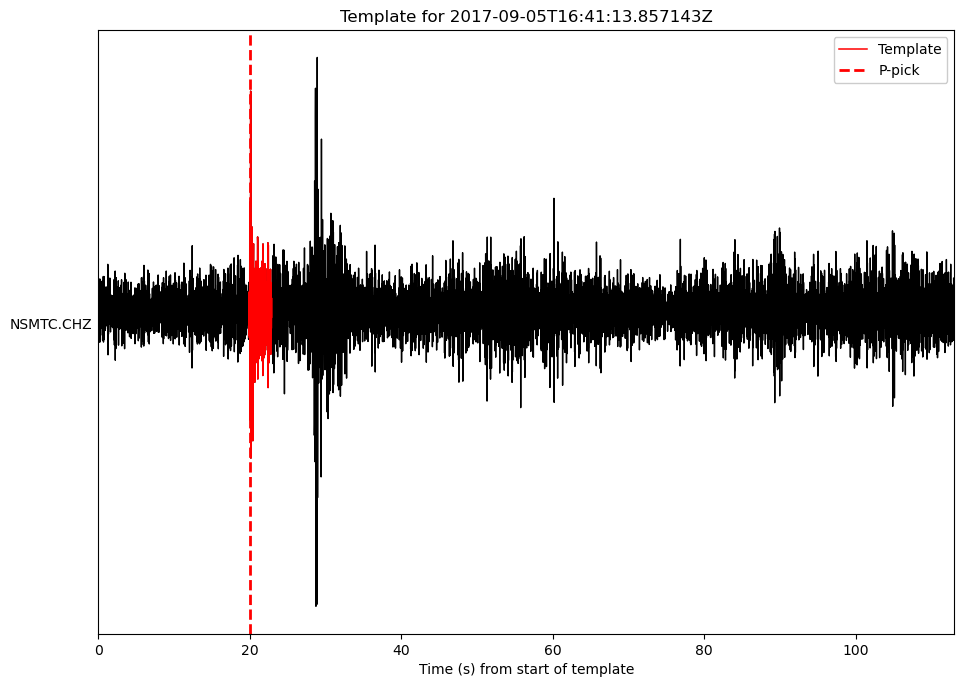 Template for 2017-09-05T16:41:13.857143Z
Template
P-pick
NSMTC.CHZ
0 20 40 60 80 100
Time (s) from start of template